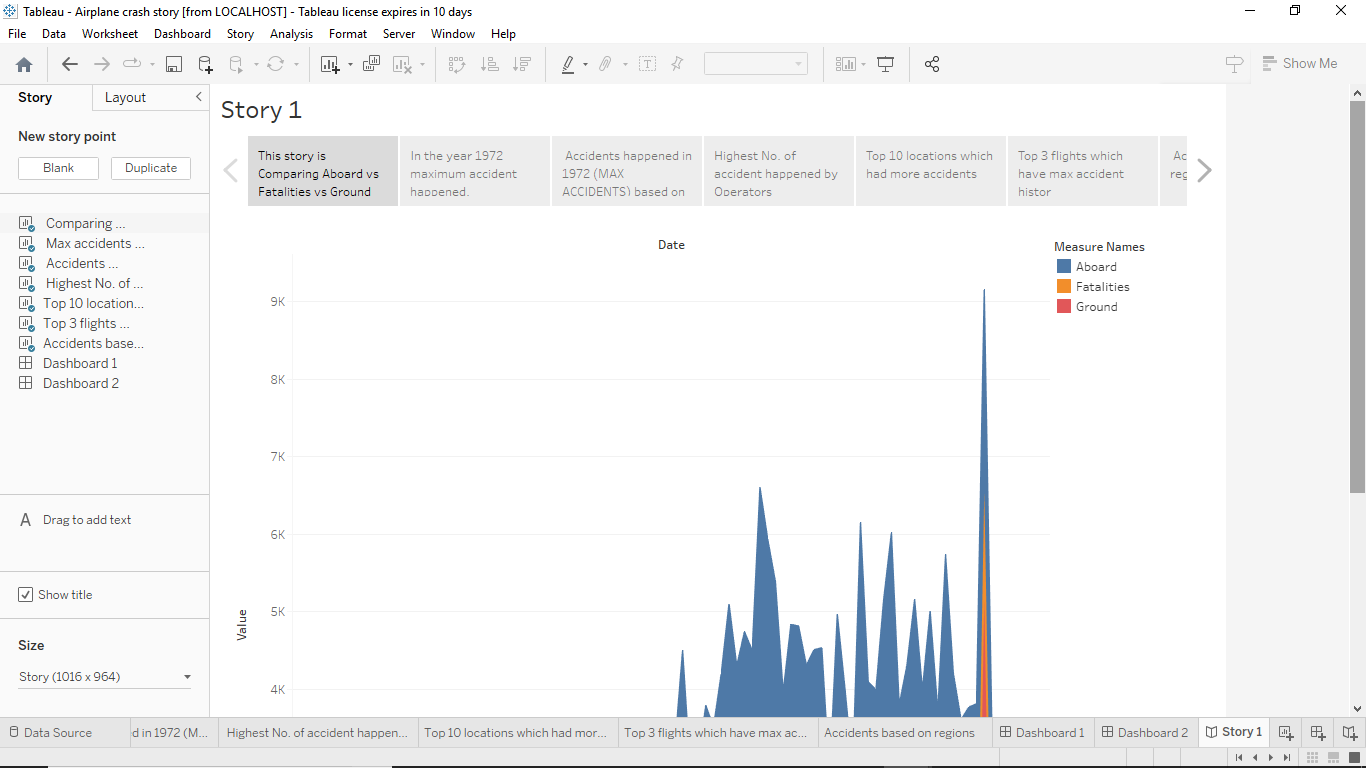 Tableau - Airplane crash story [from LOCALHOST] - Tableau license expires in 10 days
File Data Worksheet Dashboard Story Analysis Format Server Window Help
Show Me
Story Layout
New story point
Blank Duplicate
Comparing ...
Max accidents ...
Accidents ...
Highest No. of ...
Top 10 location...
Top 3 flights ...
Accidents base...
Dashboard 1
Dashboard 2
A Drag to add text
Show title
Size
Story (1016 x 964)
Story 1
This story is
Comparing Aboard vs
Fatalities vs Ground
In the year 1972
maximum accident
happened.
Accidents happened in
1972 (MAX
ACCIDENTS) based on
Highest No. of
accident happened by
Operators
Top 10 locations which
had more accidents
Top 3 flights which
have max accident
histor
Ac
reg
Date
Measure Names
Aboard
Fatalities
Ground
9K
8K
7K
6K
5K
4K
Value
Data Source d in 1972 (M... Highest No. of accident happen... Top 10 locations which had mor... Top 3 flights which have max ac... Accidents based on regions Dashboard 1 Dashboard 2 Story 1